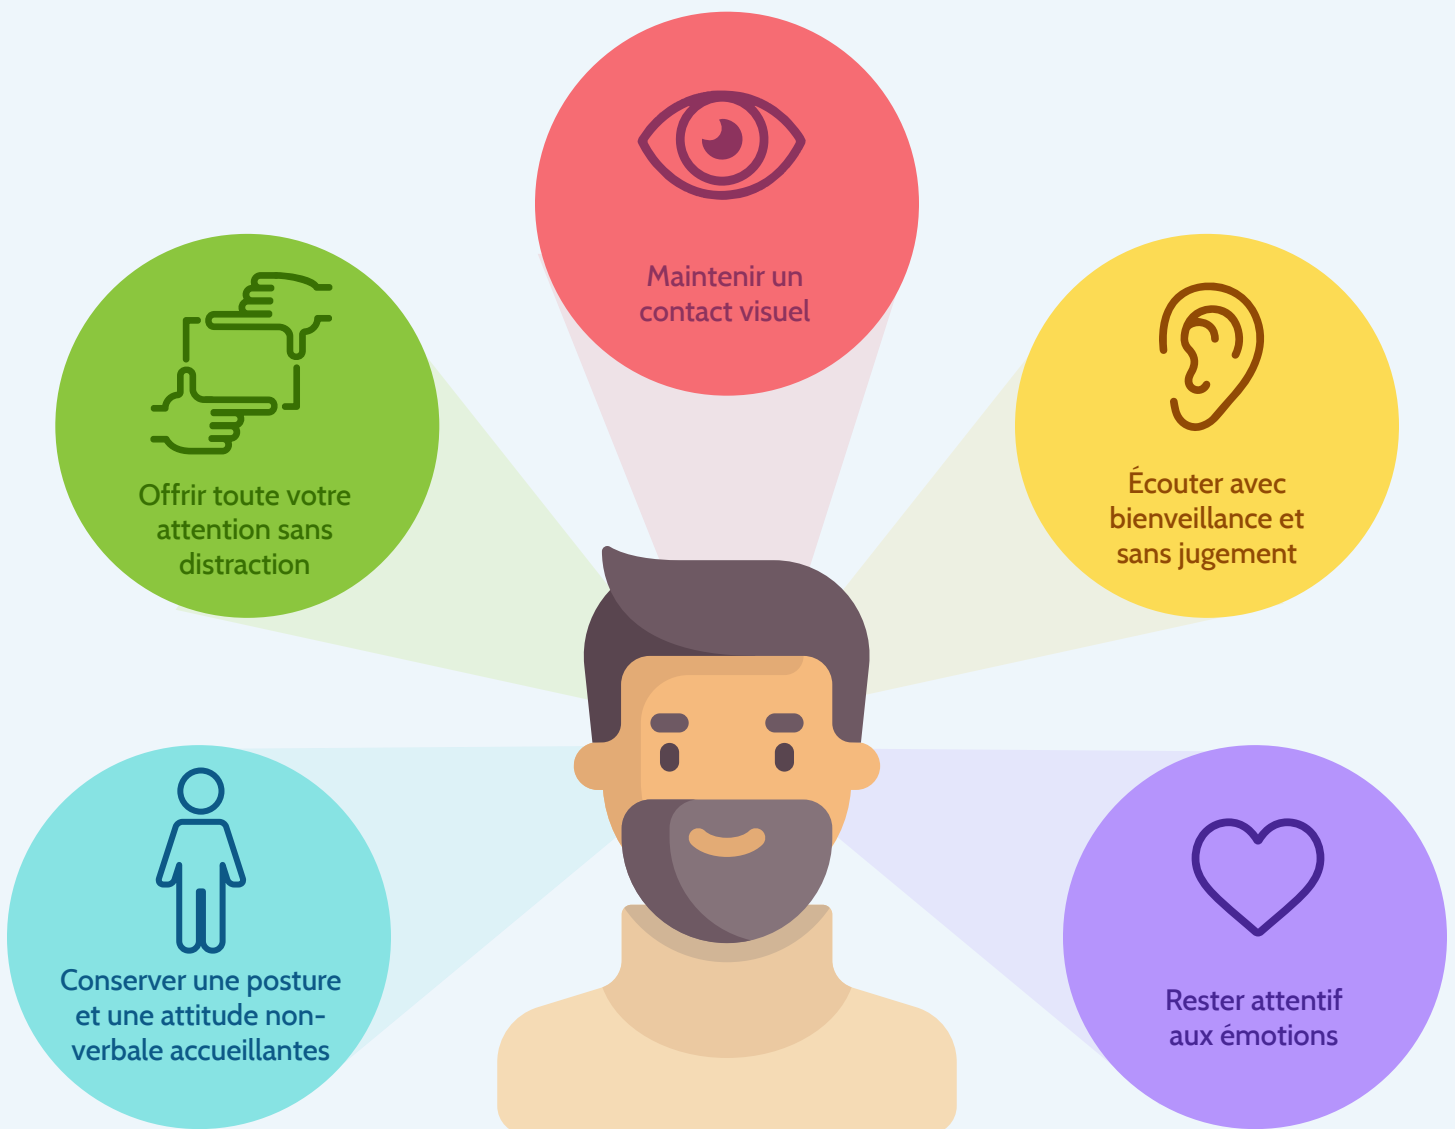 Maintenir un
contact visuel
Offrir toute votre
attention sans
distraction
Écouter avec
bienveillance et
sans jugement
Conserver une posture
et une attitude non-
verbale accueillantes
Rester attentif
aux émotions